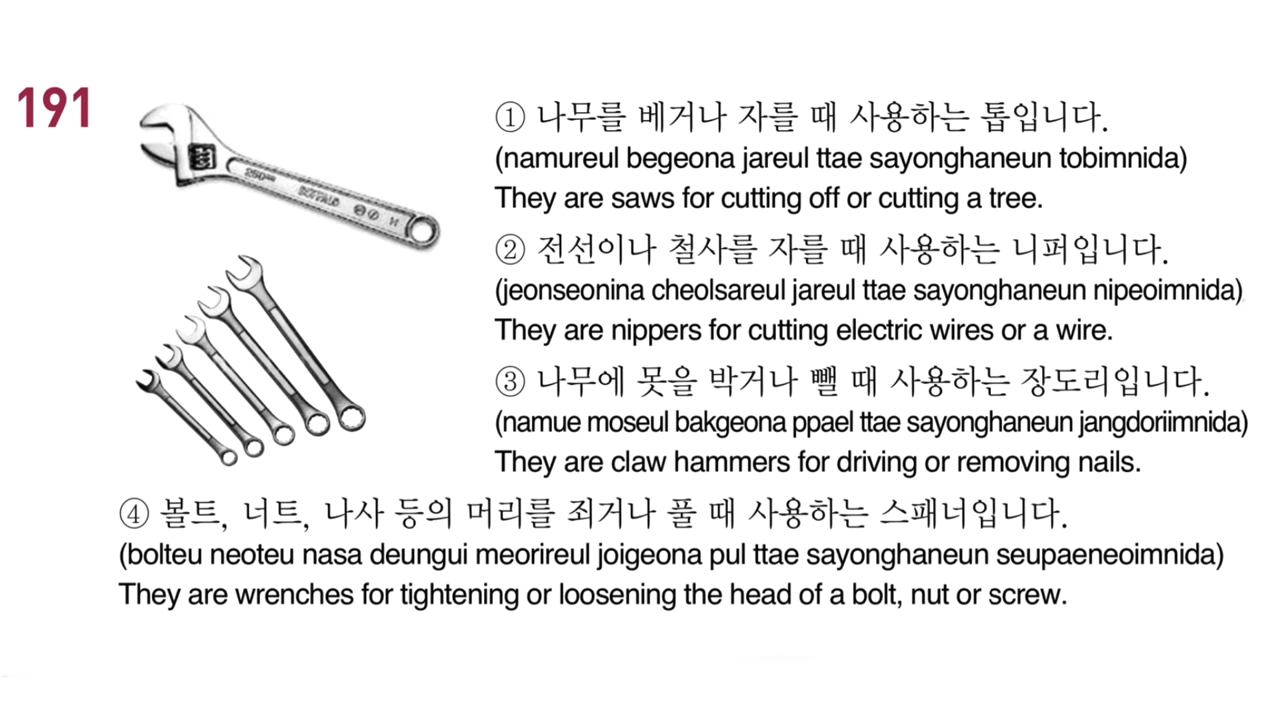 191
250mm
BUFFALO
① 나무를 베거나 자를 때 사용하는 톱입니다.
(namureul begeona jareul ttae sayonghaneun tobimnida)
They are saws for cutting off or cutting a tree.
② 전선이나 철사를 자를 때 사용하는 니퍼입니다.
(jeonseonina cheolsareul jareul ttae sayonghaneun nipeoimnida)
They are nippers for cutting electric wires or a wire.
③ 나무에 못을 박거나 뺄 때 사용하는 장도리입니다.
(namue moseul bakgeona ppael ttae sayonghaneun jangdoriimnida)
They are claw hammers for driving or removing nails.
④ 볼트, 너트, 나사 등의 머리를 죄거나 풀 때 사용하는 스패너입니다.
(bolteu neoteu nasa deungui meorireul joigeona pul ttae sayonghaneun seupaeneoimnida)
They are wrenches for tightening or loosening the head of a bolt, nut or screw.